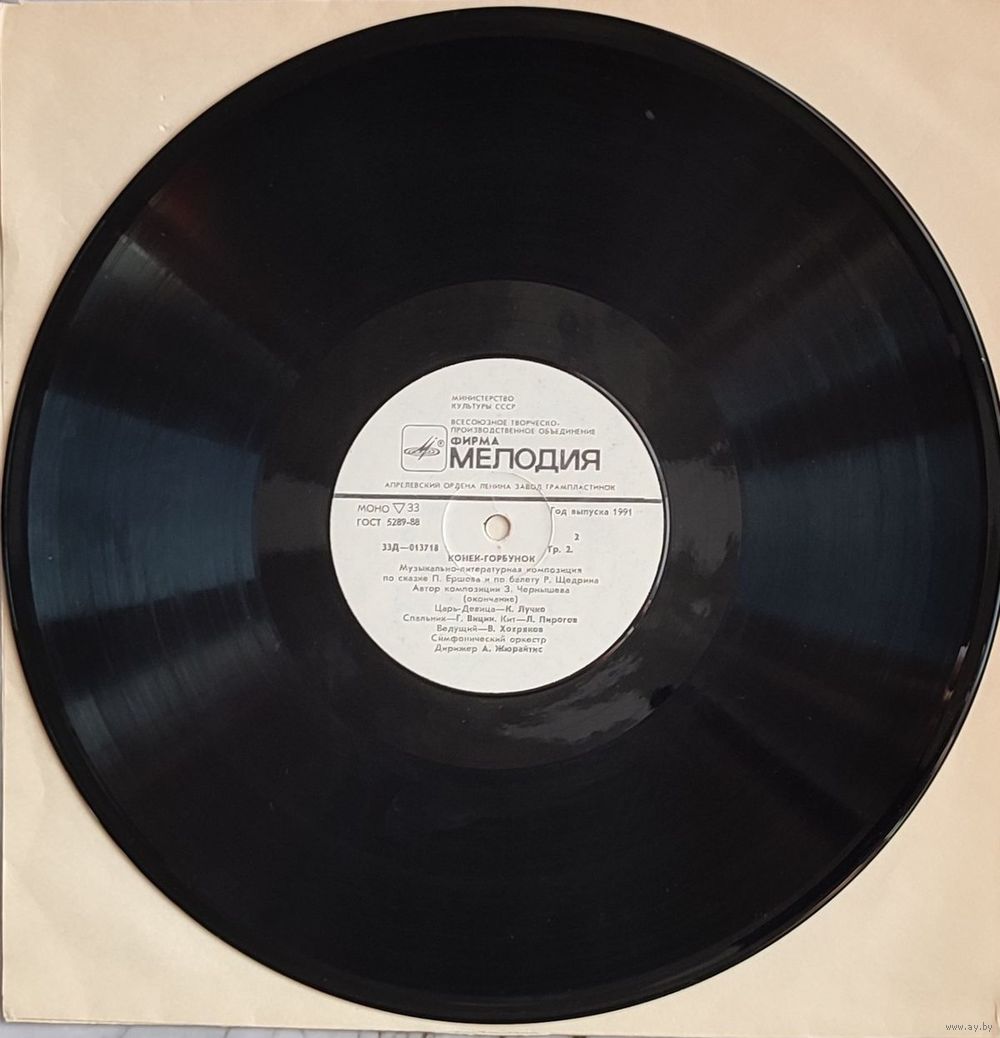 МИНИСТЕРСТВО
КУЛЬТУРЫ СССР
ВСЕСОЮЗНОЕ ТВОРЧЕСКО-
ПРОИЗВОДСТВЕННОЕ ОБЪЕДИНЕНИЕ
®
ФИРМА
МЕЛОДИЯ
АПРЕЛЕВСКИЙ ОРДЕНА ЛЕНИНА ЗАВОД ГРАМПЛАСТИНОК
МОНО ▽ 33
Год выпуска 1991
ГОСТ 5289-88
2
33Д—013718
Гр. 2.
КОНЕК-ГОРБУНОК
Музыкально-литературная композиция
по сказке П. Ершова и по балету Р. Щедрина
Автор композиции З. Чернышева
(окончание)
Царь-Девица—К. Лучко
Спальник—Г. Вицин. Кит—Л. Пирогов
Ведущий—В. Хохряков
Симфонический оркестр
Дирижер А. Жюрайтис
www.ay.by